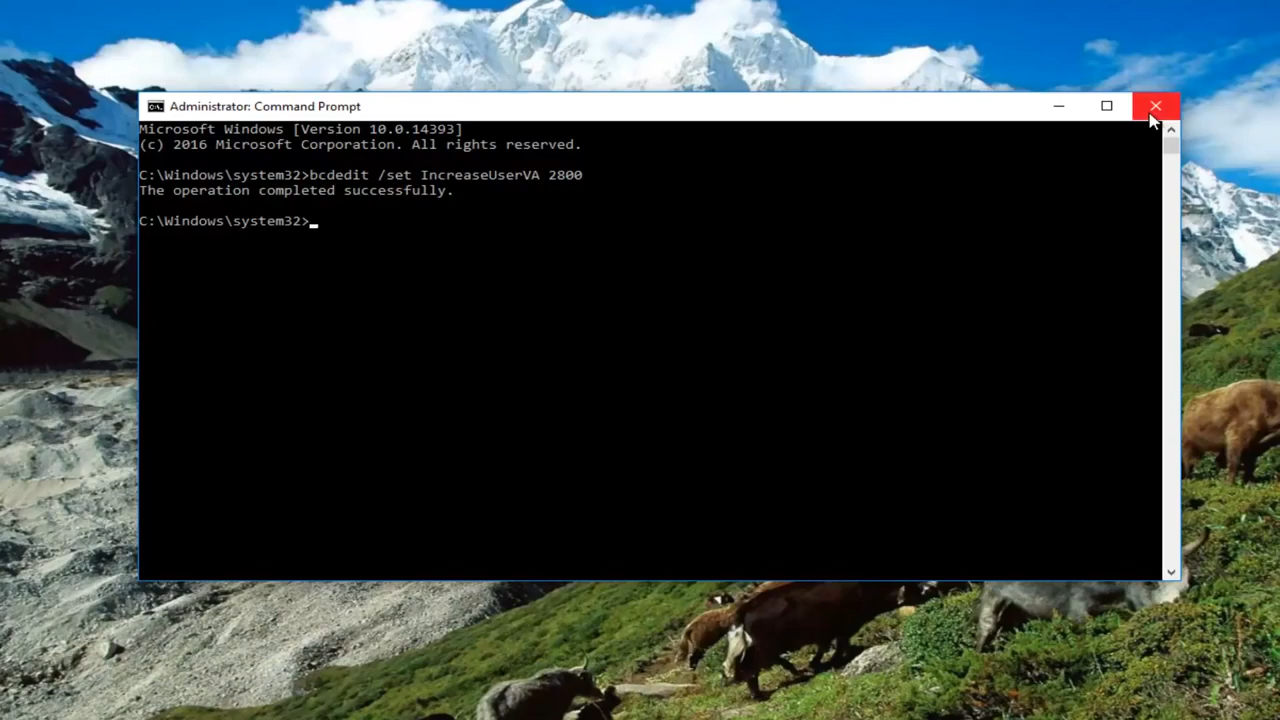 Administrator: Command Prompt
Microsoft Windows [Version 10.0.14393]
(c) 2016 Microsoft Corporation. All rights reserved.
C:\Windows\system32>bcdedit /set IncreaseUserVA 2800
The operation completed successfully.
C:\Windows\system32>